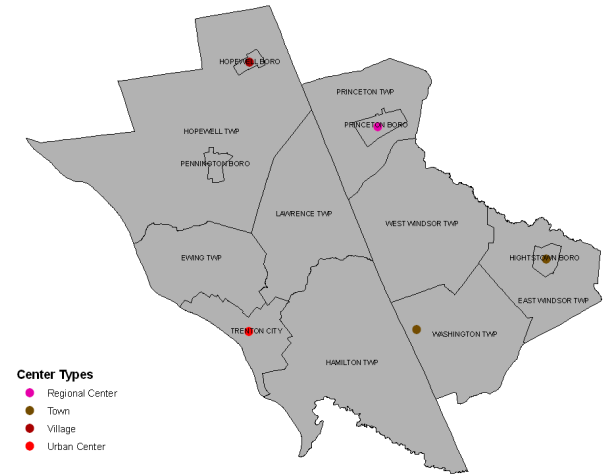 HOPEWELL BORO
PRINCETON TWP
PRINCETON BORO
HOPEWELL TWP
PENNINGTON BORO
LAWRENCE TWP
WEST WINDSOR TWP
EWING TWP
HIGHTSTOWN BORO
EAST WINDSOR TWP
TRENTON CITY
WASHINGTON TWP
HAMILTON TWP
Center Types
Regional Center
Town
Village
Urban Center